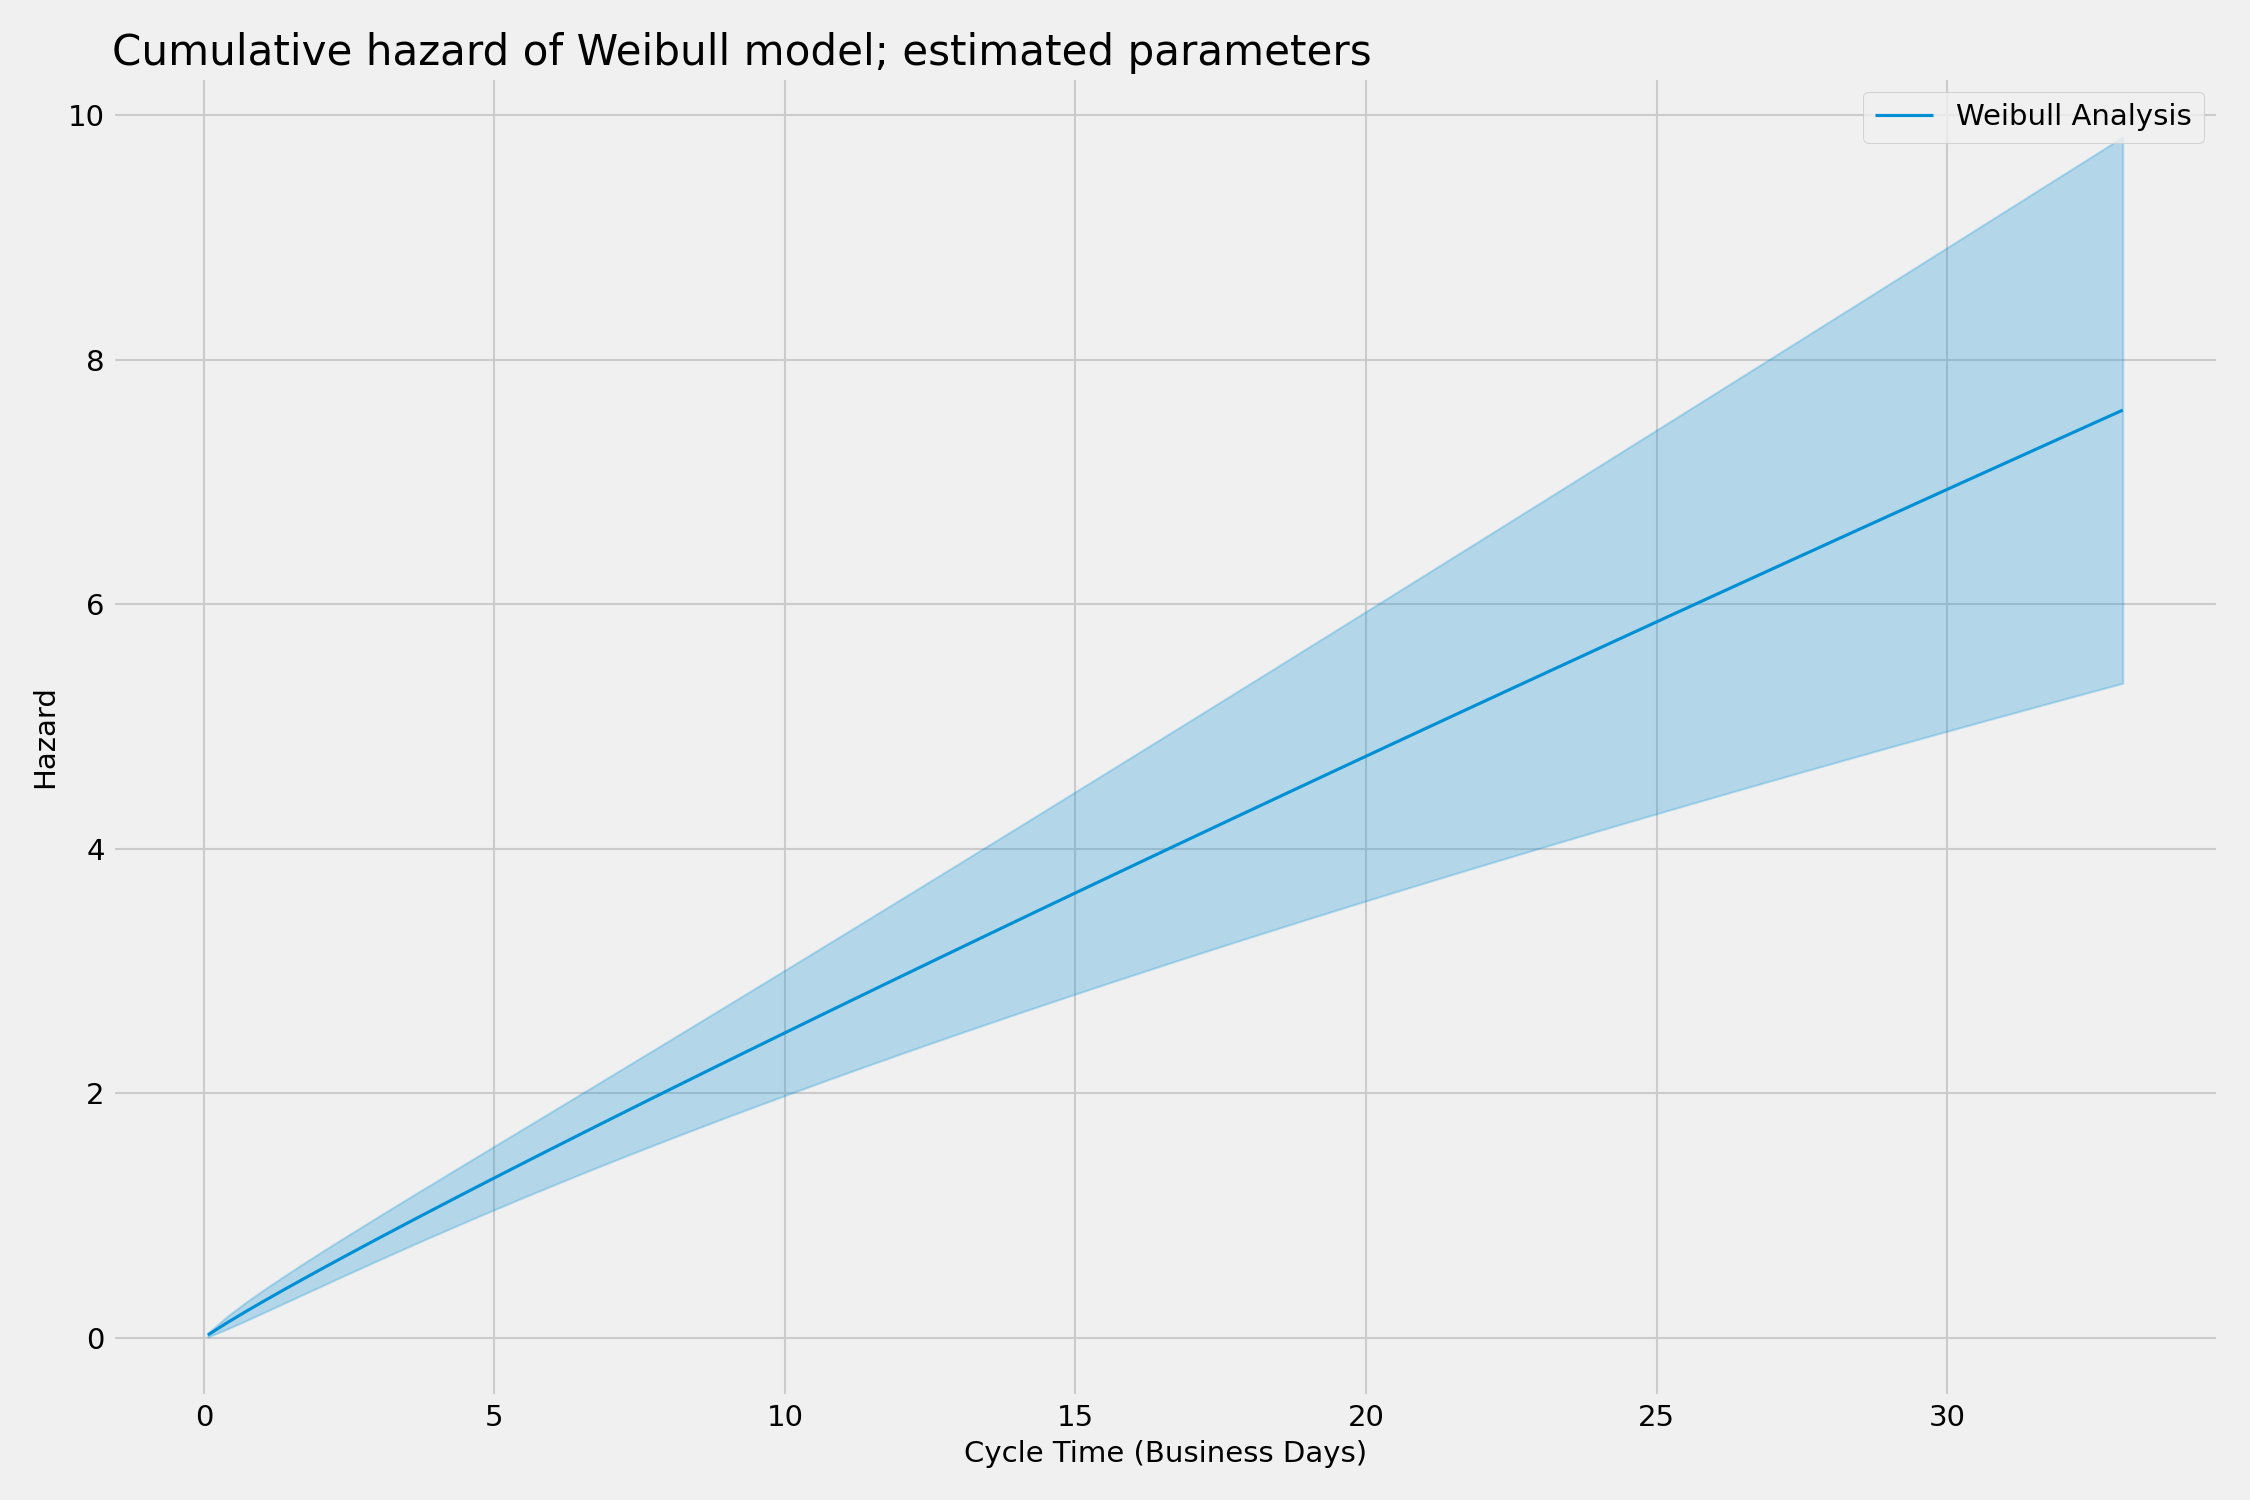 Cumulative hazard of Weibull model; estimated parameters
Weibull Analysis
10
8
6
4
2
0
Hazard
0 5 10 15 20 25 30
Cycle Time (Business Days)